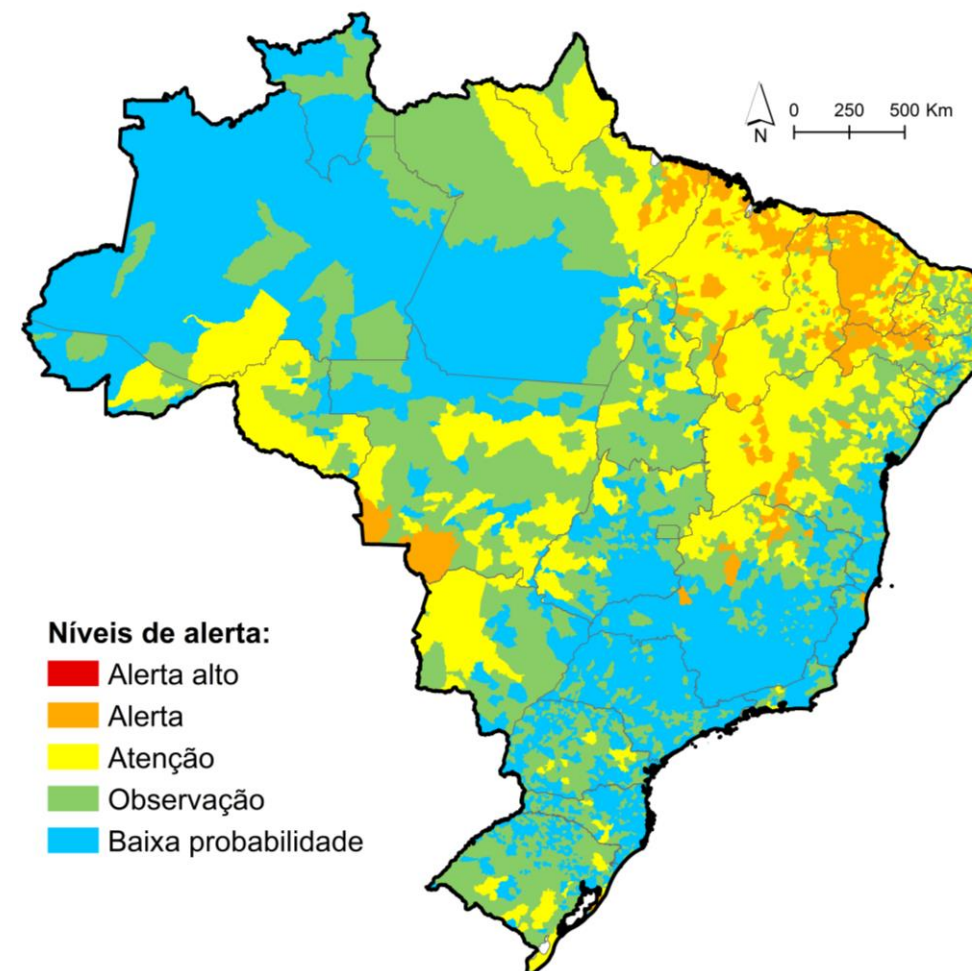 N
0 250 500 Km
Níveis de alerta:
Alerta alto
Alerta
Atenção
Observação
Baixa probabilidade